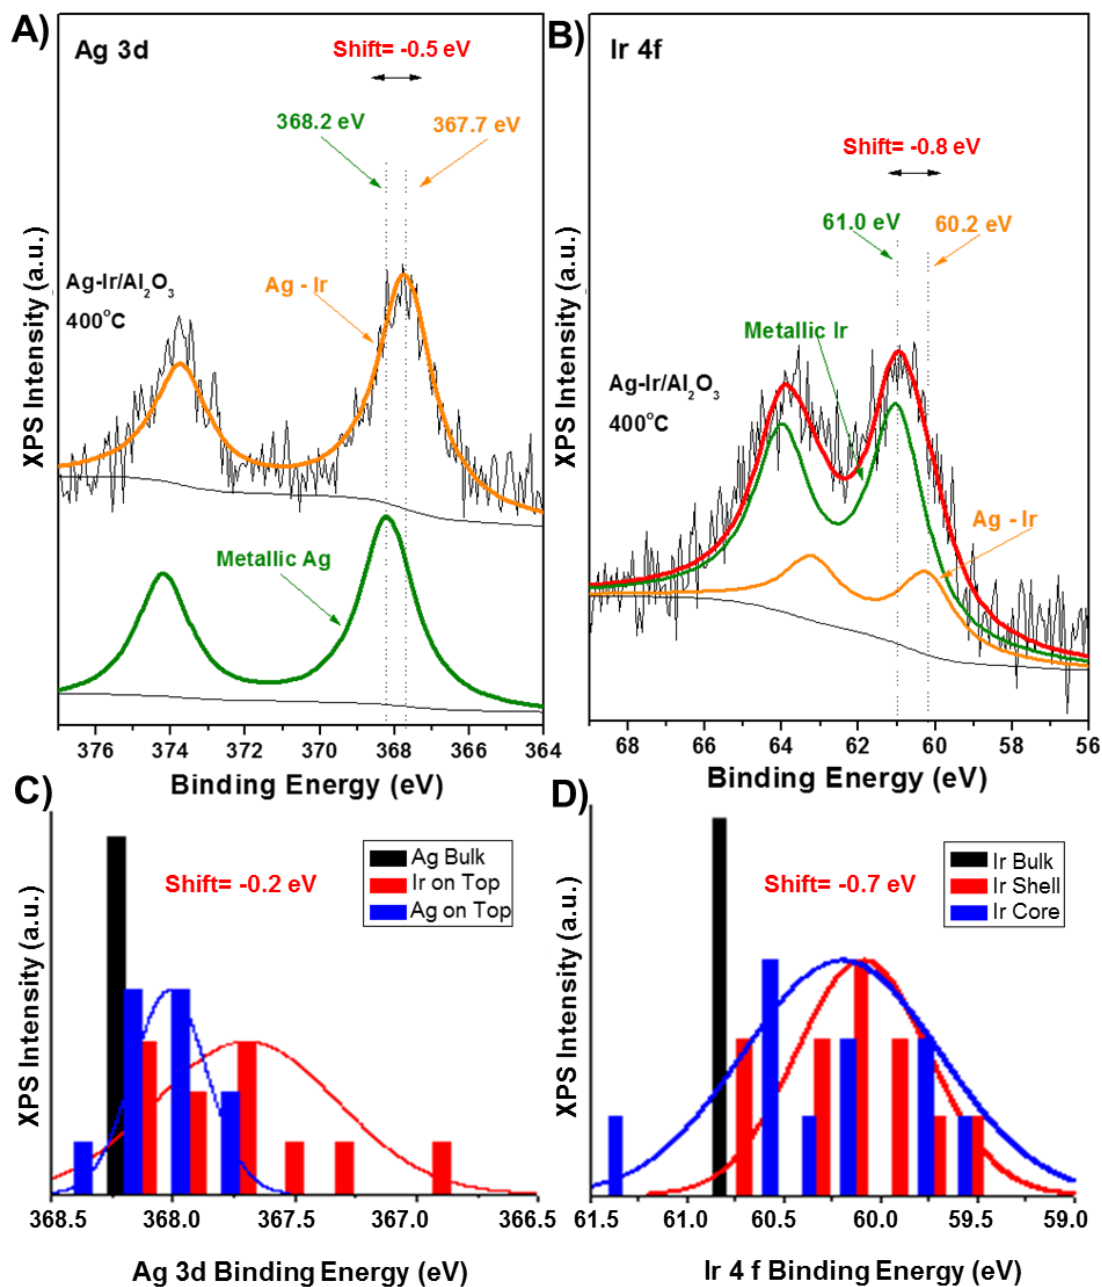 A)
Ag 3d
Shift= -0.5 eV
368.2 eV
367.7 eV
Ag-Ir/Al₂O₃
400°C
Ag - Ir
Metallic Ag
XPS Intensity (a.u.)
376 374 372 370 368 366 364
Binding Energy (eV)
B)
Ir 4f
Shift= -0.8 eV
61.0 eV
60.2 eV
Metallic Ir
Ag-Ir/Al₂O₃
400°C
Ag - Ir
XPS Intensity (a.u.)
68 66 64 62 60 58 56
Binding Energy (eV)
C)
Ag Bulk
Ir on Top
Ag on Top
Shift= -0.2 eV
XPS Intensity (a.u.)
368.5 368.0 367.5 367.0 366.5
Ag 3d Binding Energy (eV)
D)
Ir Bulk
Ir Shell
Ir Core
Shift= -0.7 eV
XPS Intensity (a.u.)
61.5 61.0 60.5 60.0 59.5 59.0
Ir 4 f Binding Energy (eV)